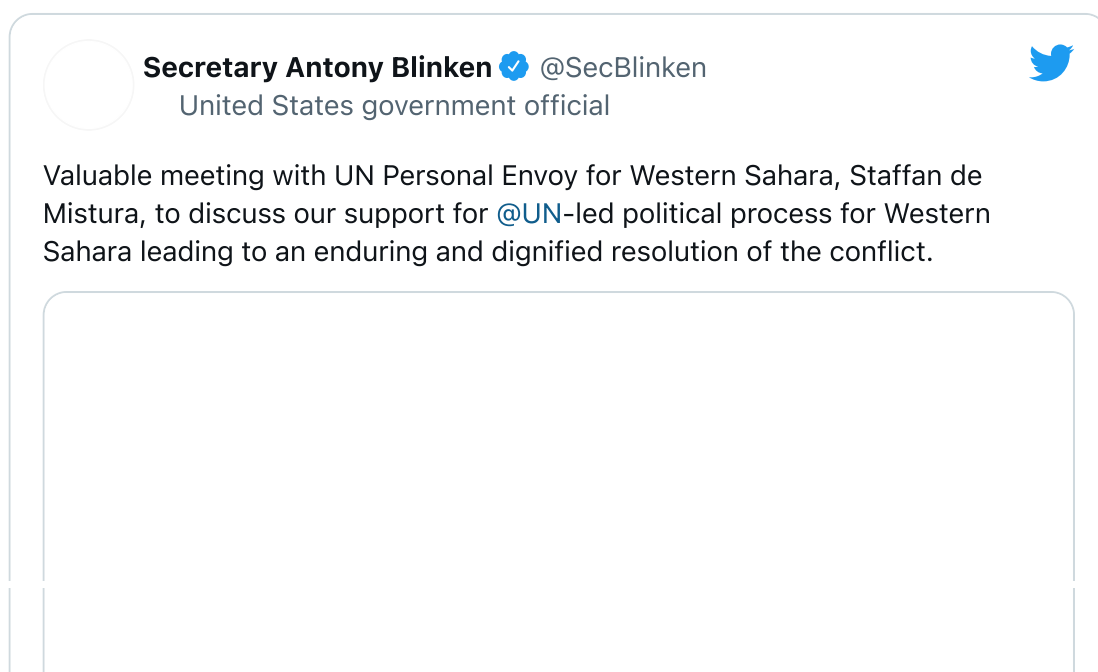 Secretary Antony Blinken @SecBlinken
United States government official
Valuable meeting with UN Personal Envoy for Western Sahara, Staffan de
Mistura, to discuss our support for @UN-led political process for Western
Sahara leading to an enduring and dignified resolution of the conflict.